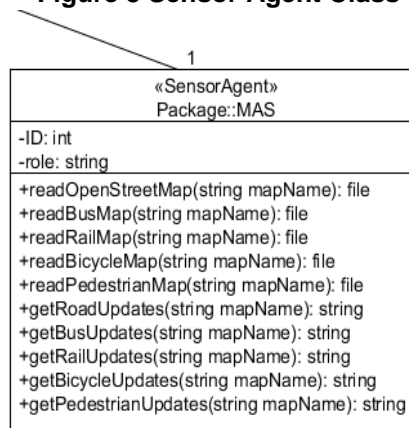 Figure 3 Sensor Agent Class
1
«SensorAgent»
Package::MAS
-ID: int
-role: string
+readOpenStreetMap(string mapName): file
+readBusMap(string mapName): file
+readRailMap(string mapName): file
+readBicycleMap(string mapName): file
+readPedestrianMap(string mapName): file
+getRoadUpdates(string mapName): string
+getBusUpdates(string mapName): string
+getRailUpdates(string mapName): string
+getBicycleUpdates(string mapName): string
+getPedestrianUpdates(string mapName): string